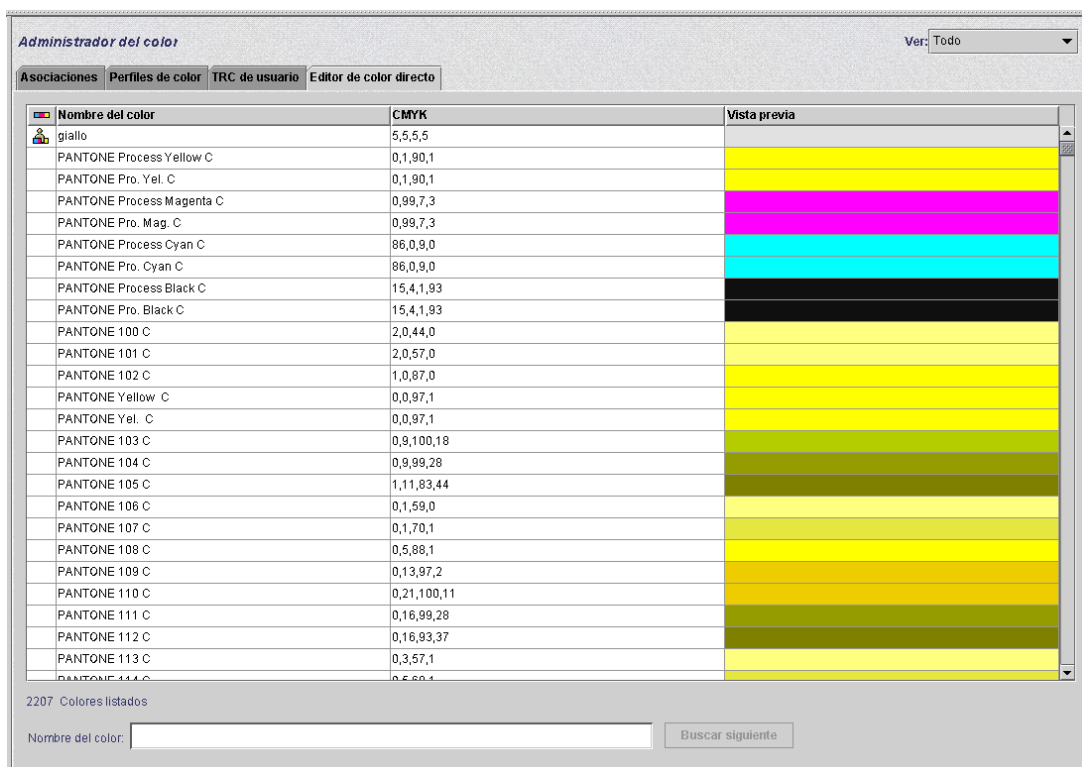 Administrador del color
Ver: Todo
Asociaciones Perfiles de color TRC de usuario Editor de color directo
Nombre del color CMYK Vista previa
giallo 5,5,5,5
PANTONE Process Yellow C 0,1,90,1
PANTONE Pro. Yel. C 0,1,90,1
PANTONE Process Magenta C 0,99,7,3
PANTONE Pro. Mag. C 0,99,7,3
PANTONE Process Cyan C 86,0,9,0
PANTONE Pro. Cyan C 86,0,9,0
PANTONE Process Black C 15,4,1,93
PANTONE Pro. Black C 15,4,1,93
PANTONE 100 C 2,0,44,0
PANTONE 101 C 2,0,57,0
PANTONE 102 C 1,0,87,0
PANTONE Yellow C 0,0,97,1
PANTONE Yel. C 0,0,97,1
PANTONE 103 C 0,9,100,18
PANTONE 104 C 0,9,99,28
PANTONE 105 C 1,11,83,44
PANTONE 106 C 0,1,59,0
PANTONE 107 C 0,1,70,1
PANTONE 108 C 0,5,88,1
PANTONE 109 C 0,13,97,2
PANTONE 110 C 0,21,100,11
PANTONE 111 C 0,16,99,28
PANTONE 112 C 0,16,93,37
PANTONE 113 C 0,3,57,1
PANTONE 114 C
2207 Colores listados
Nombre del color: Buscar siguiente